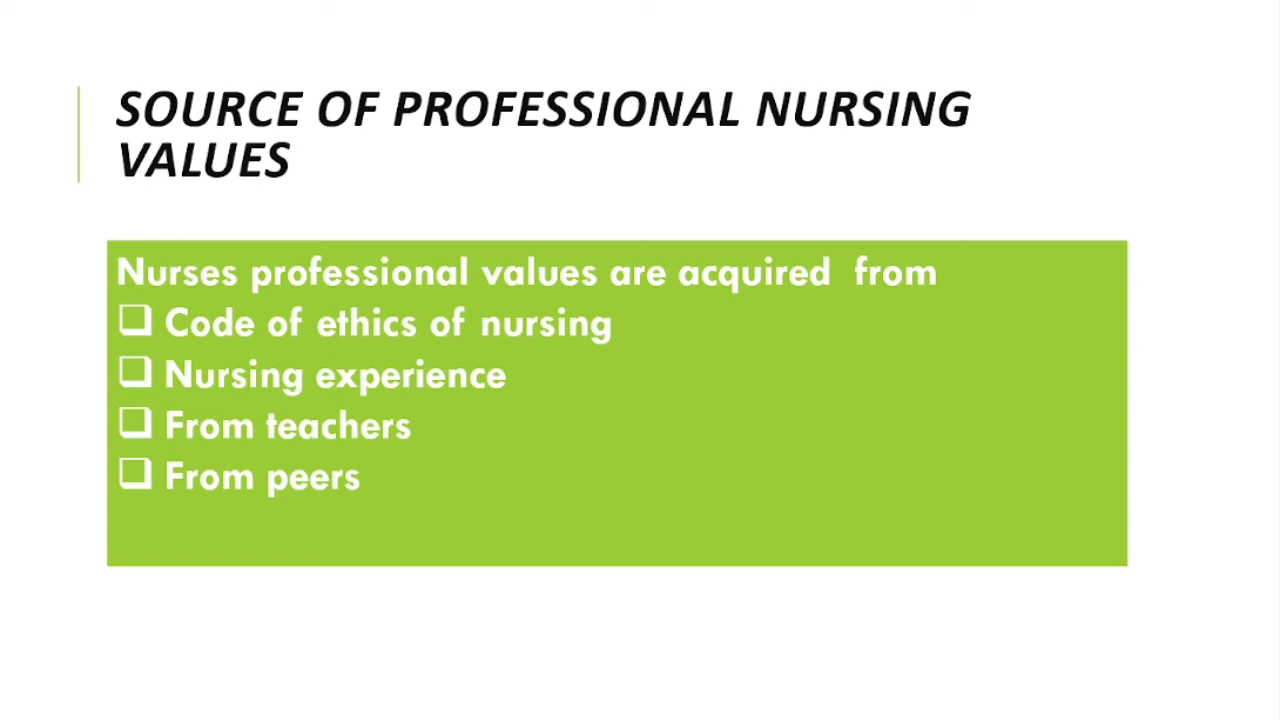 SOURCE OF PROFESSIONAL NURSING
VALUES
Nurses professional values are acquired from
❑ Code of ethics of nursing
❑ Nursing experience
❑ From teachers
❑ From peers